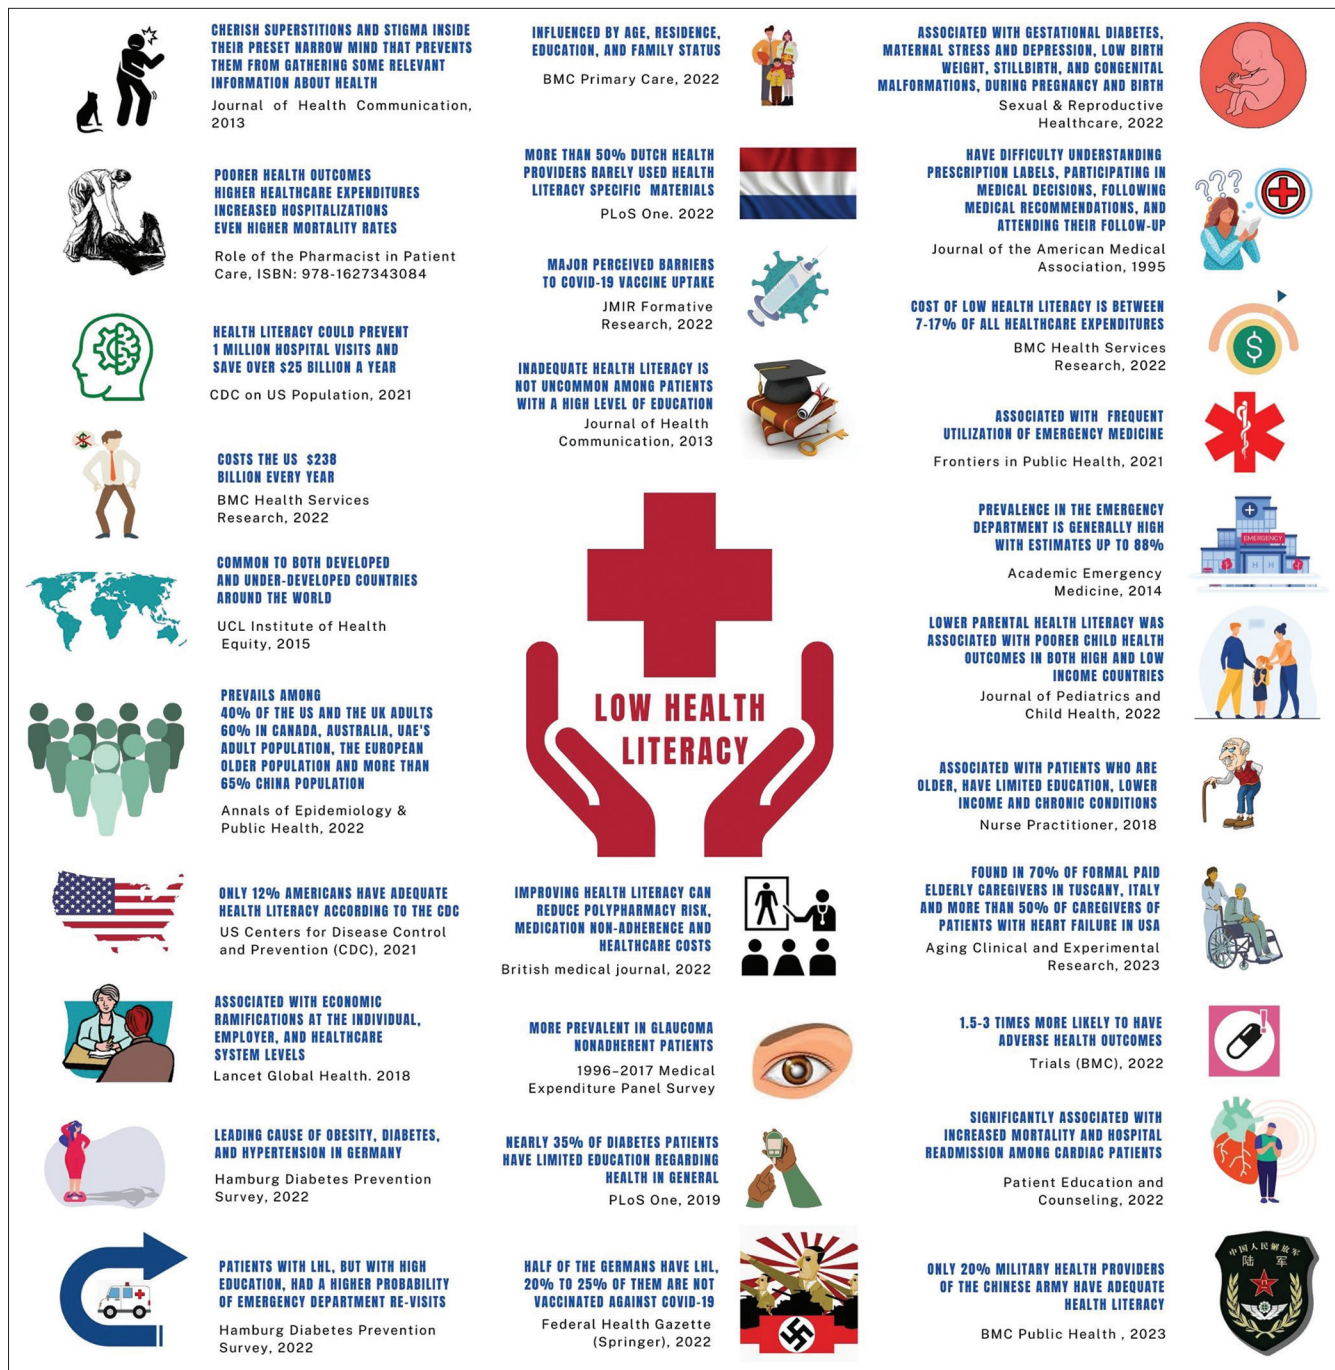 CHERISH SUPERSTITIONS AND STIGMA INSIDE
THEIR PRESET NARROW MIND THAT PREVENTS
THEM FROM GATHERING SOME RELEVANT
INFORMATION ABOUT HEALTH
Journal of Health Communication,
2013
POORER HEALTH OUTCOMES
HIGHER HEALTHCARE EXPENDITURES
INCREASED HOSPITALIZATIONS
EVEN HIGHER MORTALITY RATES
Role of the Pharmacist in Patient
Care, ISBN: 978-1627343084
HEALTH LITERACY COULD PREVENT
1 MILLION HOSPITAL VISITS AND
SAVE OVER $25 BILLION A YEAR
CDC on US Population, 2021
$
COSTS THE US $238
BILLION EVERY YEAR
BMC Health Services
Research, 2022
COMMON TO BOTH DEVELOPED
AND UNDER-DEVELOPED COUNTRIES
AROUND THE WORLD
UCL Institute of Health
Equity, 2015
PREVAILS AMONG
40% OF THE US AND THE UK ADULTS
60% IN CANADA, AUSTRALIA, UAE'S
ADULT POPULATION, THE EUROPEAN
OLDER POPULATION AND MORE THAN
65% CHINA POPULATION
Annals of Epidemiology &
Public Health, 2022
ONLY 12% AMERICANS HAVE ADEQUATE
HEALTH LITERACY ACCORDING TO THE CDC
US Centers for Disease Control
and Prevention (CDC), 2021
ASSOCIATED WITH ECONOMIC
RAMIFICATIONS AT THE INDIVIDUAL,
EMPLOYER, AND HEALTHCARE
SYSTEM LEVELS
Lancet Global Health. 2018
LEADING CAUSE OF OBESITY, DIABETES,
AND HYPERTENSION IN GERMANY
Hamburg Diabetes Prevention
Survey, 2022
PATIENTS WITH LHL, BUT WITH HIGH
EDUCATION, HAD A HIGHER PROBABILITY
OF EMERGENCY DEPARTMENT RE-VISITS
Hamburg Diabetes Prevention
Survey, 2022
INFLUENCED BY AGE, RESIDENCE,
EDUCATION, AND FAMILY STATUS
BMC Primary Care, 2022
MORE THAN 50% DUTCH HEALTH
PROVIDERS RARELY USED HEALTH
LITERACY SPECIFIC MATERIALS
PLoS One. 2022
MAJOR PERCEIVED BARRIERS
TO COVID-19 VACCINE UPTAKE
JMIR Formative
Research, 2022
INADEQUATE HEALTH LITERACY IS
NOT UNCOMMON AMONG PATIENTS
WITH A HIGH LEVEL OF EDUCATION
Journal of Health
Communication, 2013
LOW HEALTH
LITERACY
IMPROVING HEALTH LITERACY CAN
REDUCE POLYPHARMACY RISK,
MEDICATION NON-ADHERENCE AND
HEALTHCARE COSTS
British medical journal, 2022
MORE PREVALENT IN GLAUCOMA
NONADHERENT PATIENTS
1996–2017 Medical
Expenditure Panel Survey
NEARLY 35% OF DIABETES PATIENTS
HAVE LIMITED EDUCATION REGARDING
HEALTH IN GENERAL
PLoS One, 2019
HALF OF THE GERMANS HAVE LHL,
20% TO 25% OF THEM ARE NOT
VACCINATED AGAINST COVID-19
Federal Health Gazette
(Springer), 2022
ASSOCIATED WITH GESTATIONAL DIABETES,
MATERNAL STRESS AND DEPRESSION, LOW BIRTH
WEIGHT, STILLBIRTH, AND CONGENITAL
MALFORMATIONS, DURING PREGNANCY AND BIRTH
Sexual & Reproductive
Healthcare, 2022
HAVE DIFFICULTY UNDERSTANDING
PRESCRIPTION LABELS, PARTICIPATING IN
MEDICAL DECISIONS, FOLLOWING
MEDICAL RECOMMENDATIONS, AND
ATTENDING THEIR FOLLOW-UP
Journal of the American Medical
Association, 1995
???
COST OF LOW HEALTH LITERACY IS BETWEEN
7-17% OF ALL HEALTHCARE EXPENDITURES
BMC Health Services
Research, 2022
$
ASSOCIATED WITH FREQUENT
UTILIZATION OF EMERGENCY MEDICINE
Frontiers in Public Health, 2021
PREVALENCE IN THE EMERGENCY
DEPARTMENT IS GENERALLY HIGH
WITH ESTIMATES UP TO 88%
Academic Emergency
Medicine, 2014
EMERGENCY
H H
LOWER PARENTAL HEALTH LITERACY WAS
ASSOCIATED WITH POORER CHILD HEALTH
OUTCOMES IN BOTH HIGH AND LOW
INCOME COUNTRIES
Journal of Pediatrics and
Child Health, 2022
ASSOCIATED WITH PATIENTS WHO ARE
OLDER, HAVE LIMITED EDUCATION, LOWER
INCOME AND CHRONIC CONDITIONS
Nurse Practitioner, 2018
FOUND IN 70% OF FORMAL PAID
ELDERLY CAREGIVERS IN TUSCANY, ITALY
AND MORE THAN 50% OF CAREGIVERS OF
PATIENTS WITH HEART FAILURE IN USA
Aging Clinical and Experimental
Research, 2023
1.5-3 TIMES MORE LIKELY TO HAVE
ADVERSE HEALTH OUTCOMES
Trials (BMC), 2022
!
SIGNIFICANTLY ASSOCIATED WITH
INCREASED MORTALITY AND HOSPITAL
READMISSION AMONG CARDIAC PATIENTS
Patient Education and
Counseling, 2022
ONLY 20% MILITARY HEALTH PROVIDERS
OF THE CHINESE ARMY HAVE ADEQUATE
HEALTH LITERACY
BMC Public Health , 2023
中国人民解放军
陆 军
八一